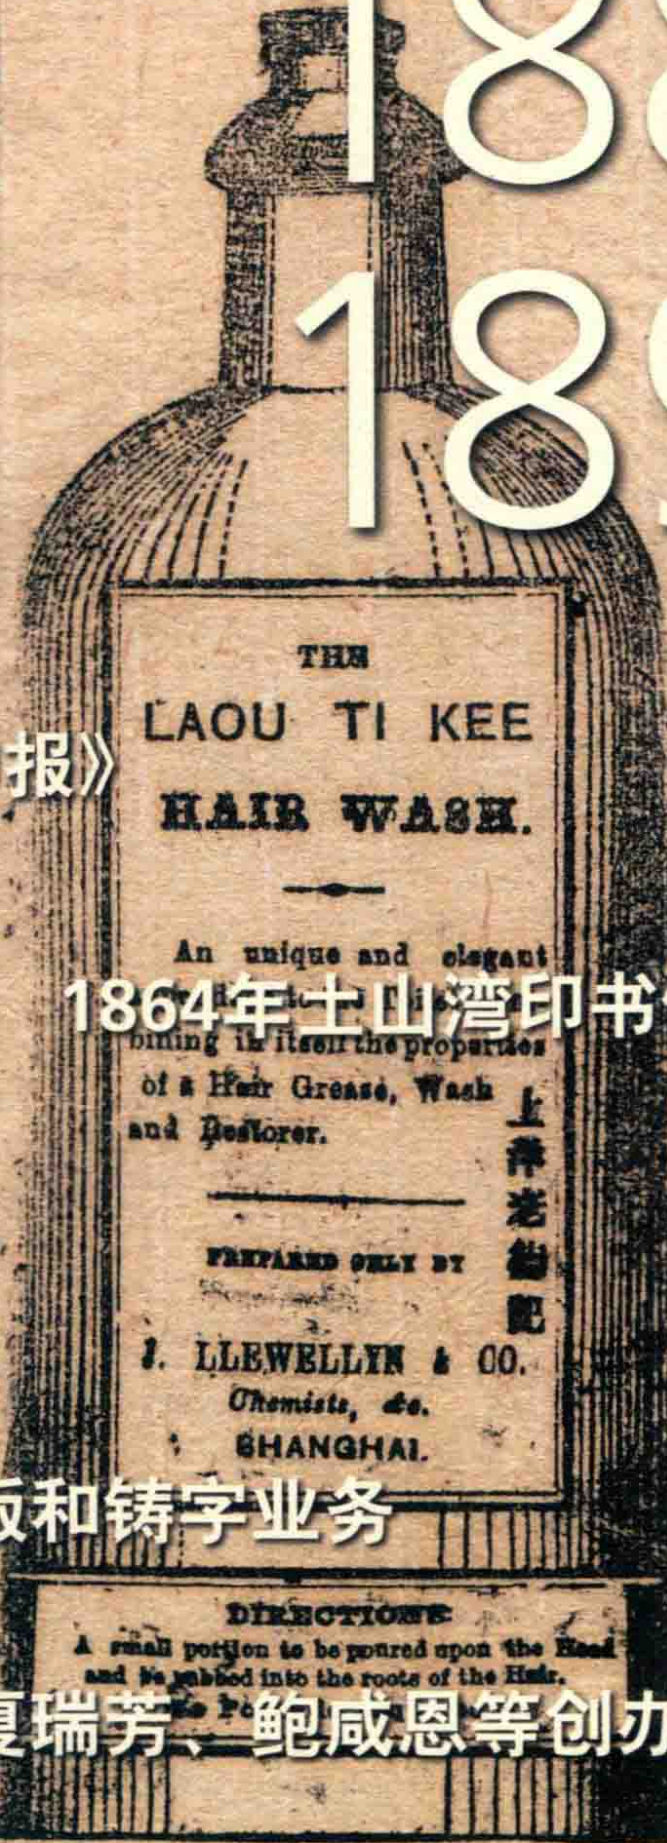 188
18
THE
LAOU TI KEE
报》
HAIR WASH.
An unique and elegant
1864年土山湾印书
bining in itself the properties
of a Hair Grease, Wash
and Restorer.
上洋老
記
PREPARED ONLY BY
J. LLEWELLYN & CO.
Chemists, &c.
SHANGHAI.
版和铸字业务
DIRECTIONS
A small portion to be poured upon the Head
and be rubbed into the roots of the Hair.
夏瑞芳、鲍咸恩等创办